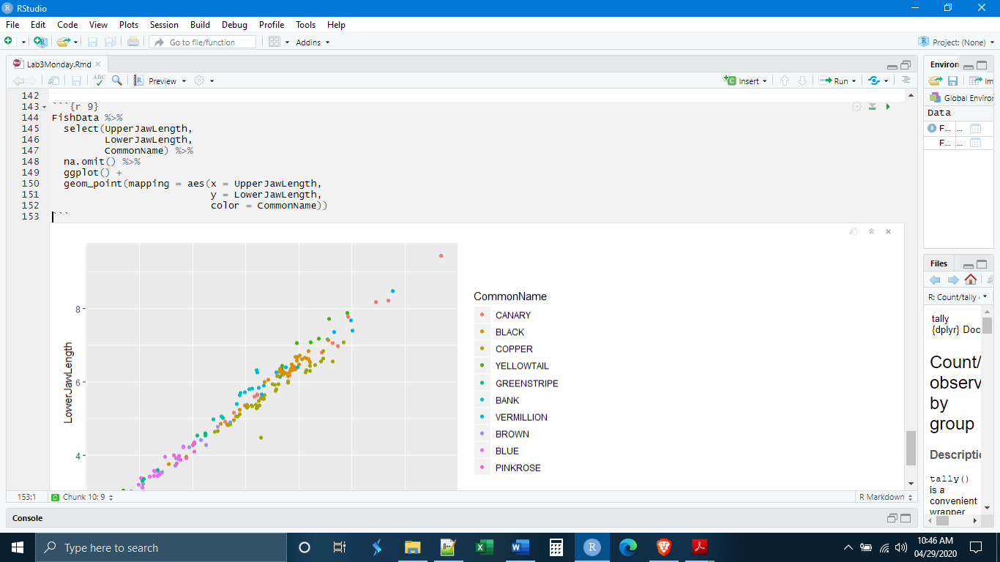 RStudio
File Edit Code View Plots Session Build Debug Profile Tools Help
Go to file/function
Addins
Project: (None)
Lab3Monday.Rmd
ABC
Preview
Insert
Run
142
143 ```{r 9}
144 FishData %>%
145 select(UpperJawLength,
146 LowerJawLength,
147 CommonName) %>%
148 na.omit() %>%
149 ggplot() +
150 geom_point(mapping = aes(x = UpperJawLength,
151 y = LowerJawLength,
152 color = CommonName))
153 ```
LowerJawLength
8
6
4
CommonName
CANARY
BLACK
COPPER
YELLOWTAIL
GREENSTRIPE
BANK
VERMILLION
BROWN
BLUE
PINKROSE
153:1
Chunk 10: 9
R Markdown
Console
Environ
Im
Global Enviror
Data
F... ...
F... ...
Files
R: Count/tally
tally
{dplyr} Doc
Count/
observ
by
group
Descriptio
tally()
is a
convenient
wrapper
Type here to search
10:46 AM
04/29/2020